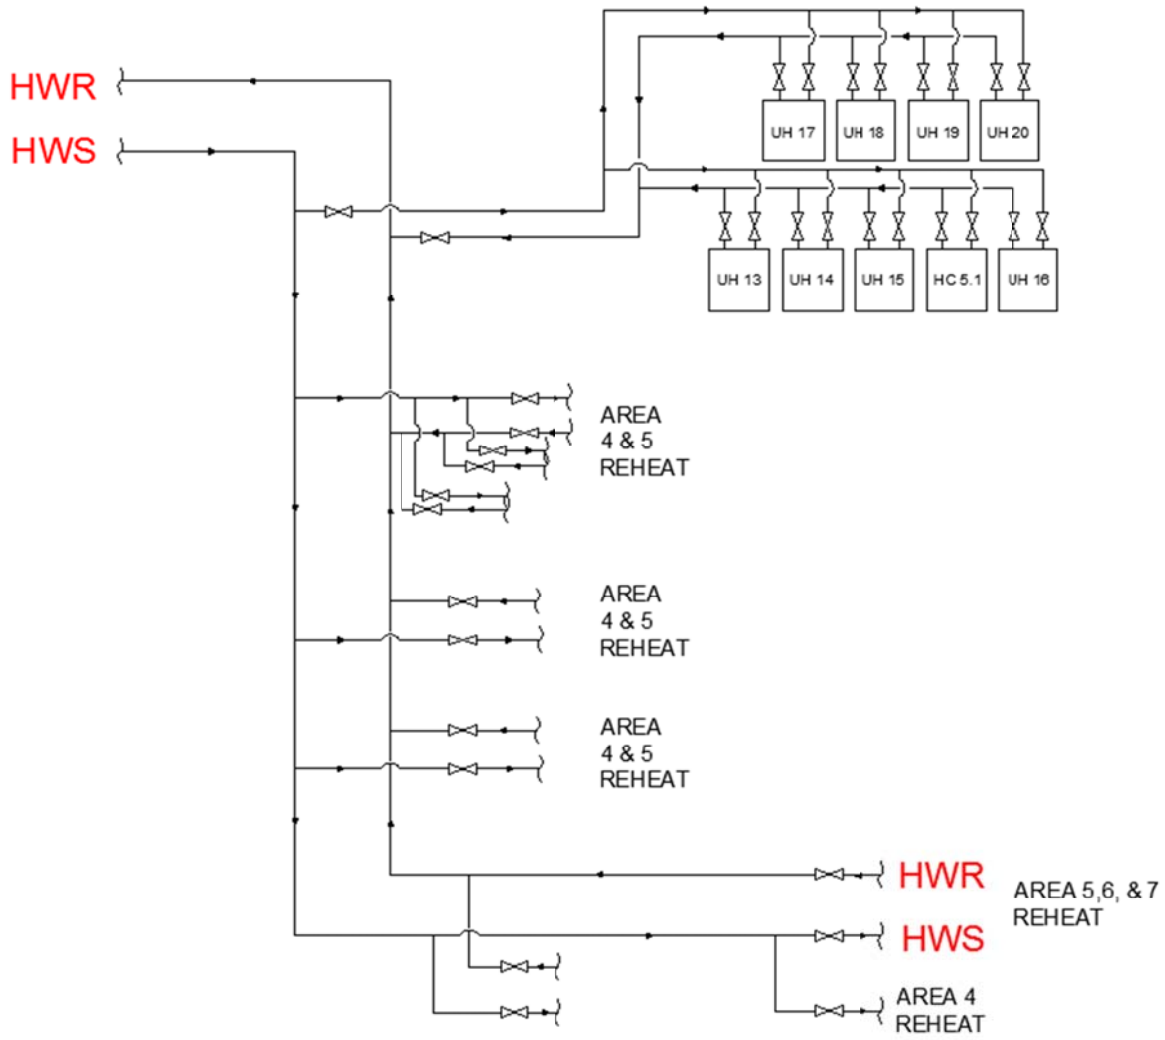 HWR
HWS
UH 17
UH 18
UH 19
UH 20
UH 13
UH 14
UH 15
HC 5.1
UH 16
AREA
4 & 5
REHEAT
AREA
4 & 5
REHEAT
AREA
4 & 5
REHEAT
HWR
AREA 5,6, & 7
REHEAT
HWS
AREA 4
REHEAT